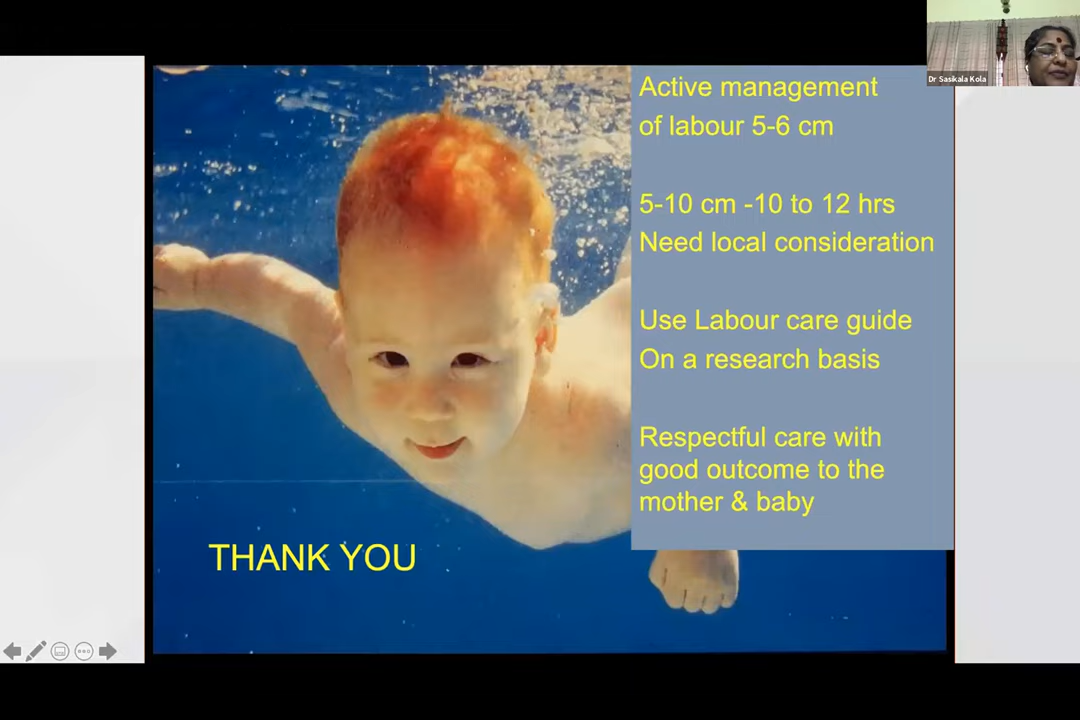 Dr Sasikala Kola
Active management
of labour 5-6 cm
5-10 cm -10 to 12 hrs
Need local consideration
Use Labour care guide
On a research basis
Respectful care with
good outcome to the
mother & baby
THANK YOU